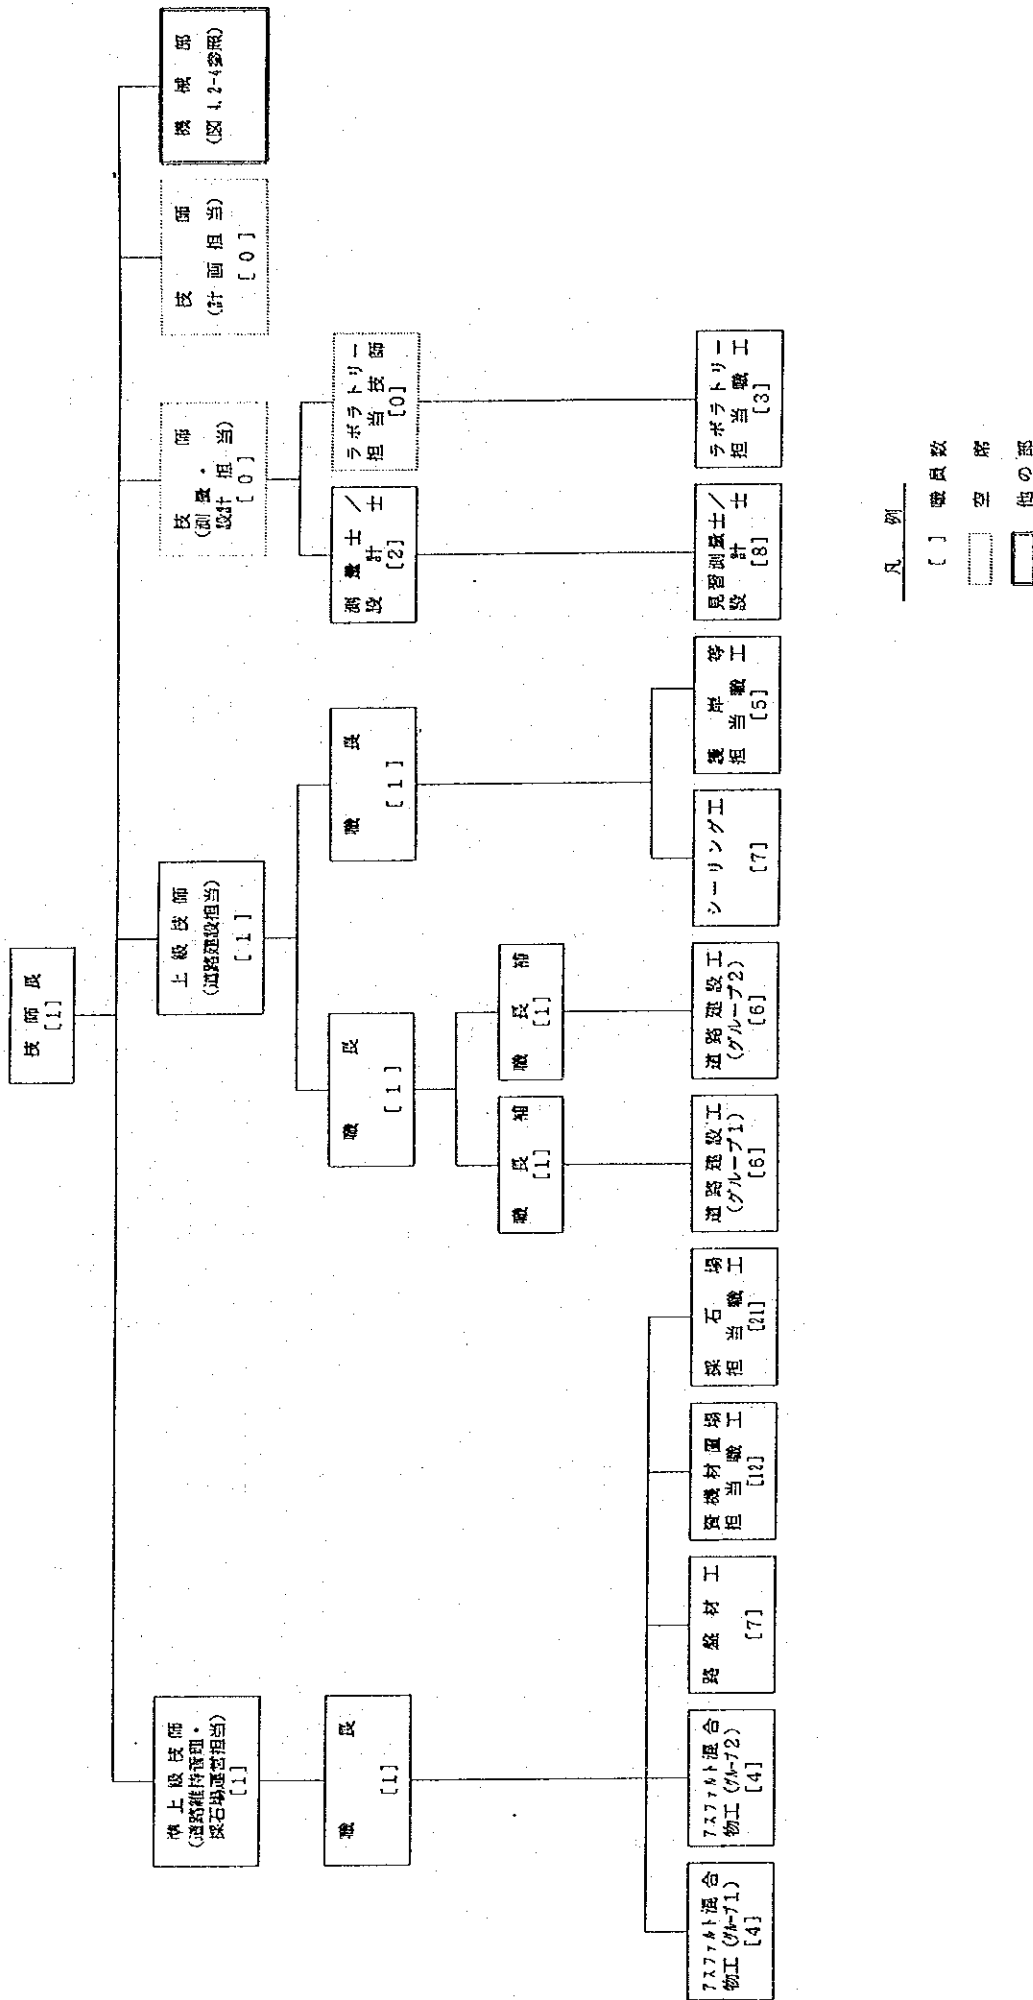 技師長
[1]
準上級技師
(道路維持管理・
採石場運営担当)
[1]
上級技師
(道路建設担当)
[1]
技師
(測量・
設計担当)
[0]
技師
(計画担当)
[0]
機械部
(図 4.2-4参照)
職長
[1]
職長
[1]
職長
[1]
測量士/
設計士
[2]
ラボラトリー
担当技師
[0]
職長補
[1]
職長補
[1]
アスファルト混合
物工(グループ1)
[4]
アスファルト混合
物工(グループ2)
[4]
路盤材工
[7]
資機材置場
担当職工
[12]
採石場
担当職工
[21]
道路建設工
(グループ1)
[6]
道路建設工
(グループ2)
[6]
シーリング工
[7]
護岸等
担当職工
[5]
見習測量士/
設計士
[8]
ラボラトリー
担当職工
[3]
凡例
[ ] 職員数
空席
他の部